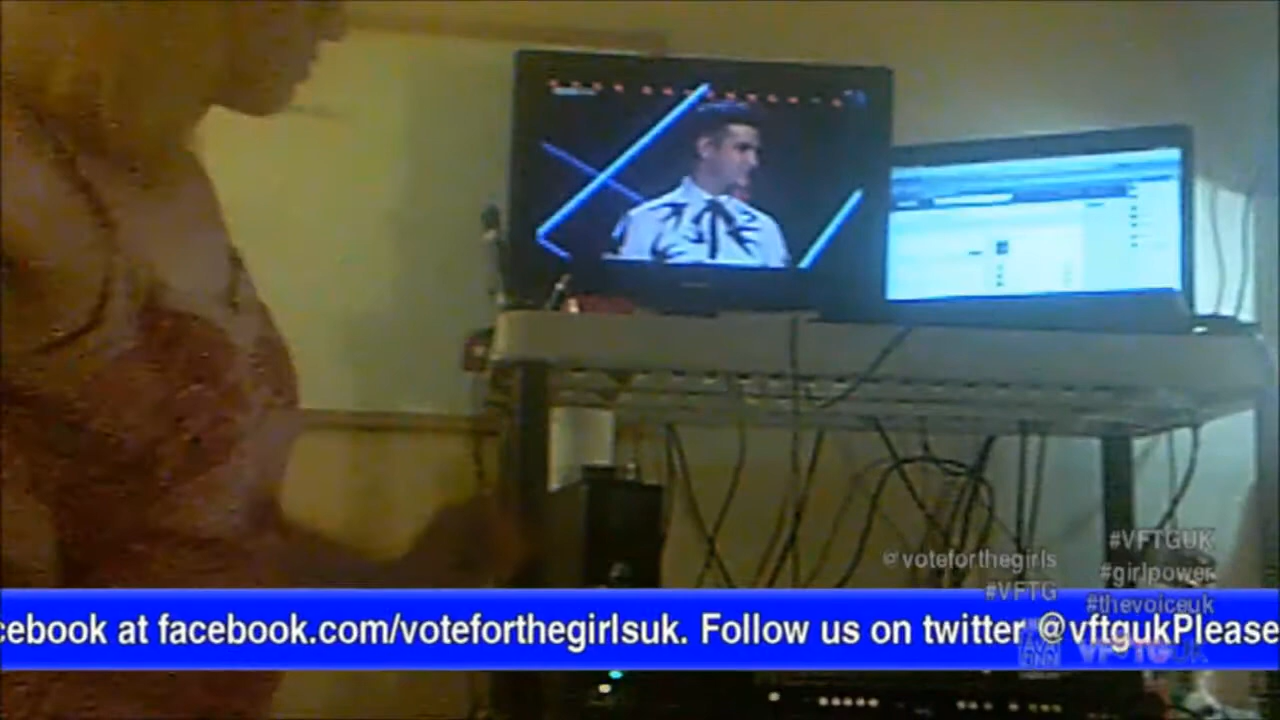 @voteforthegirls
#VFTG
#VFTGUK
#girlpower
#thevoiceuk
cebook at facebook.com/voteforthegirlsuk. Follow us on twitter @vftgukPlease
VFTGUK